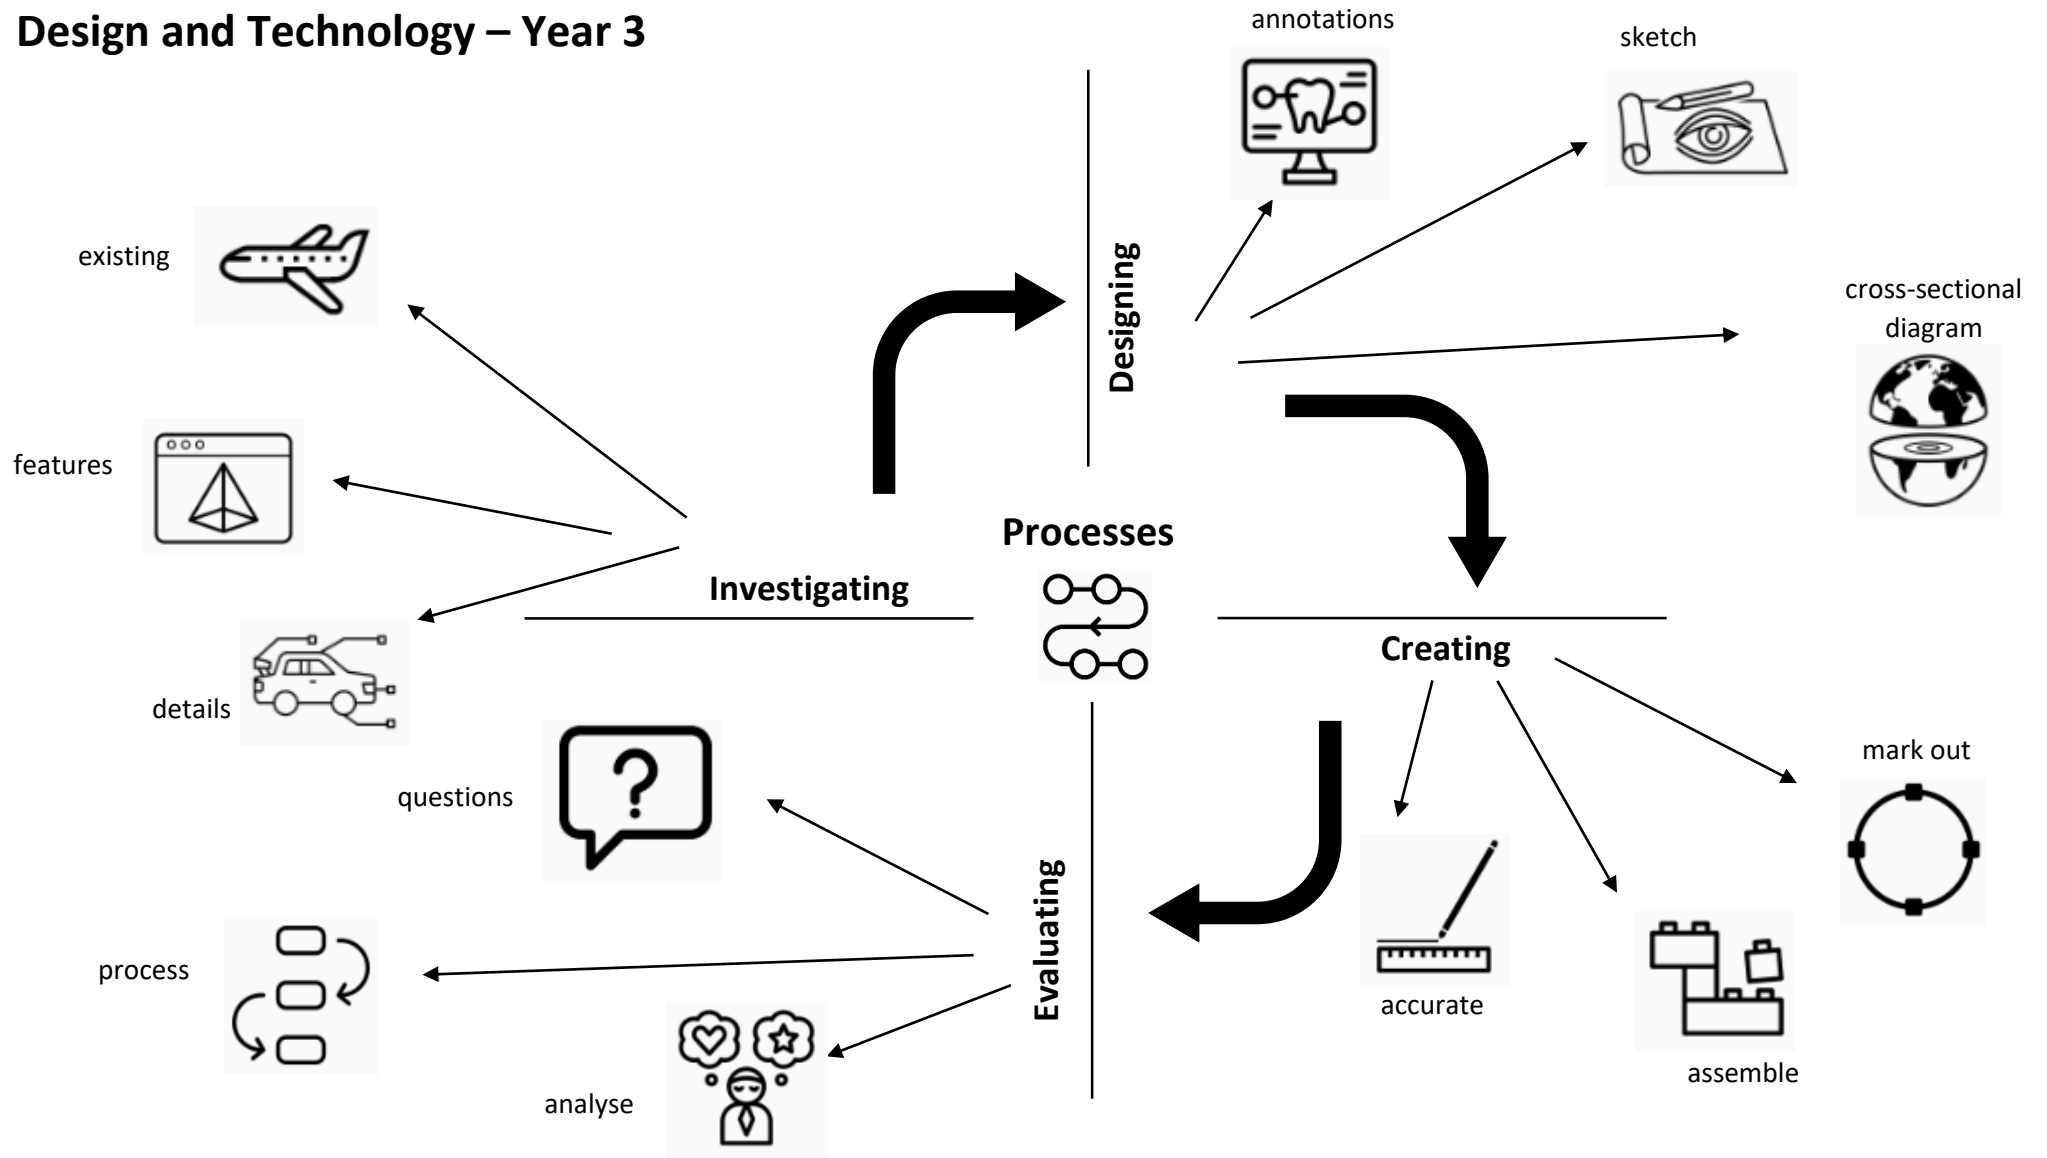 Design and Technology – Year 3
annotations
sketch
existing
cross-sectional
diagram
Designing
features
Processes
Investigating
Creating
details
questions
mark out
Evaluating
process
accurate
assemble
analyse